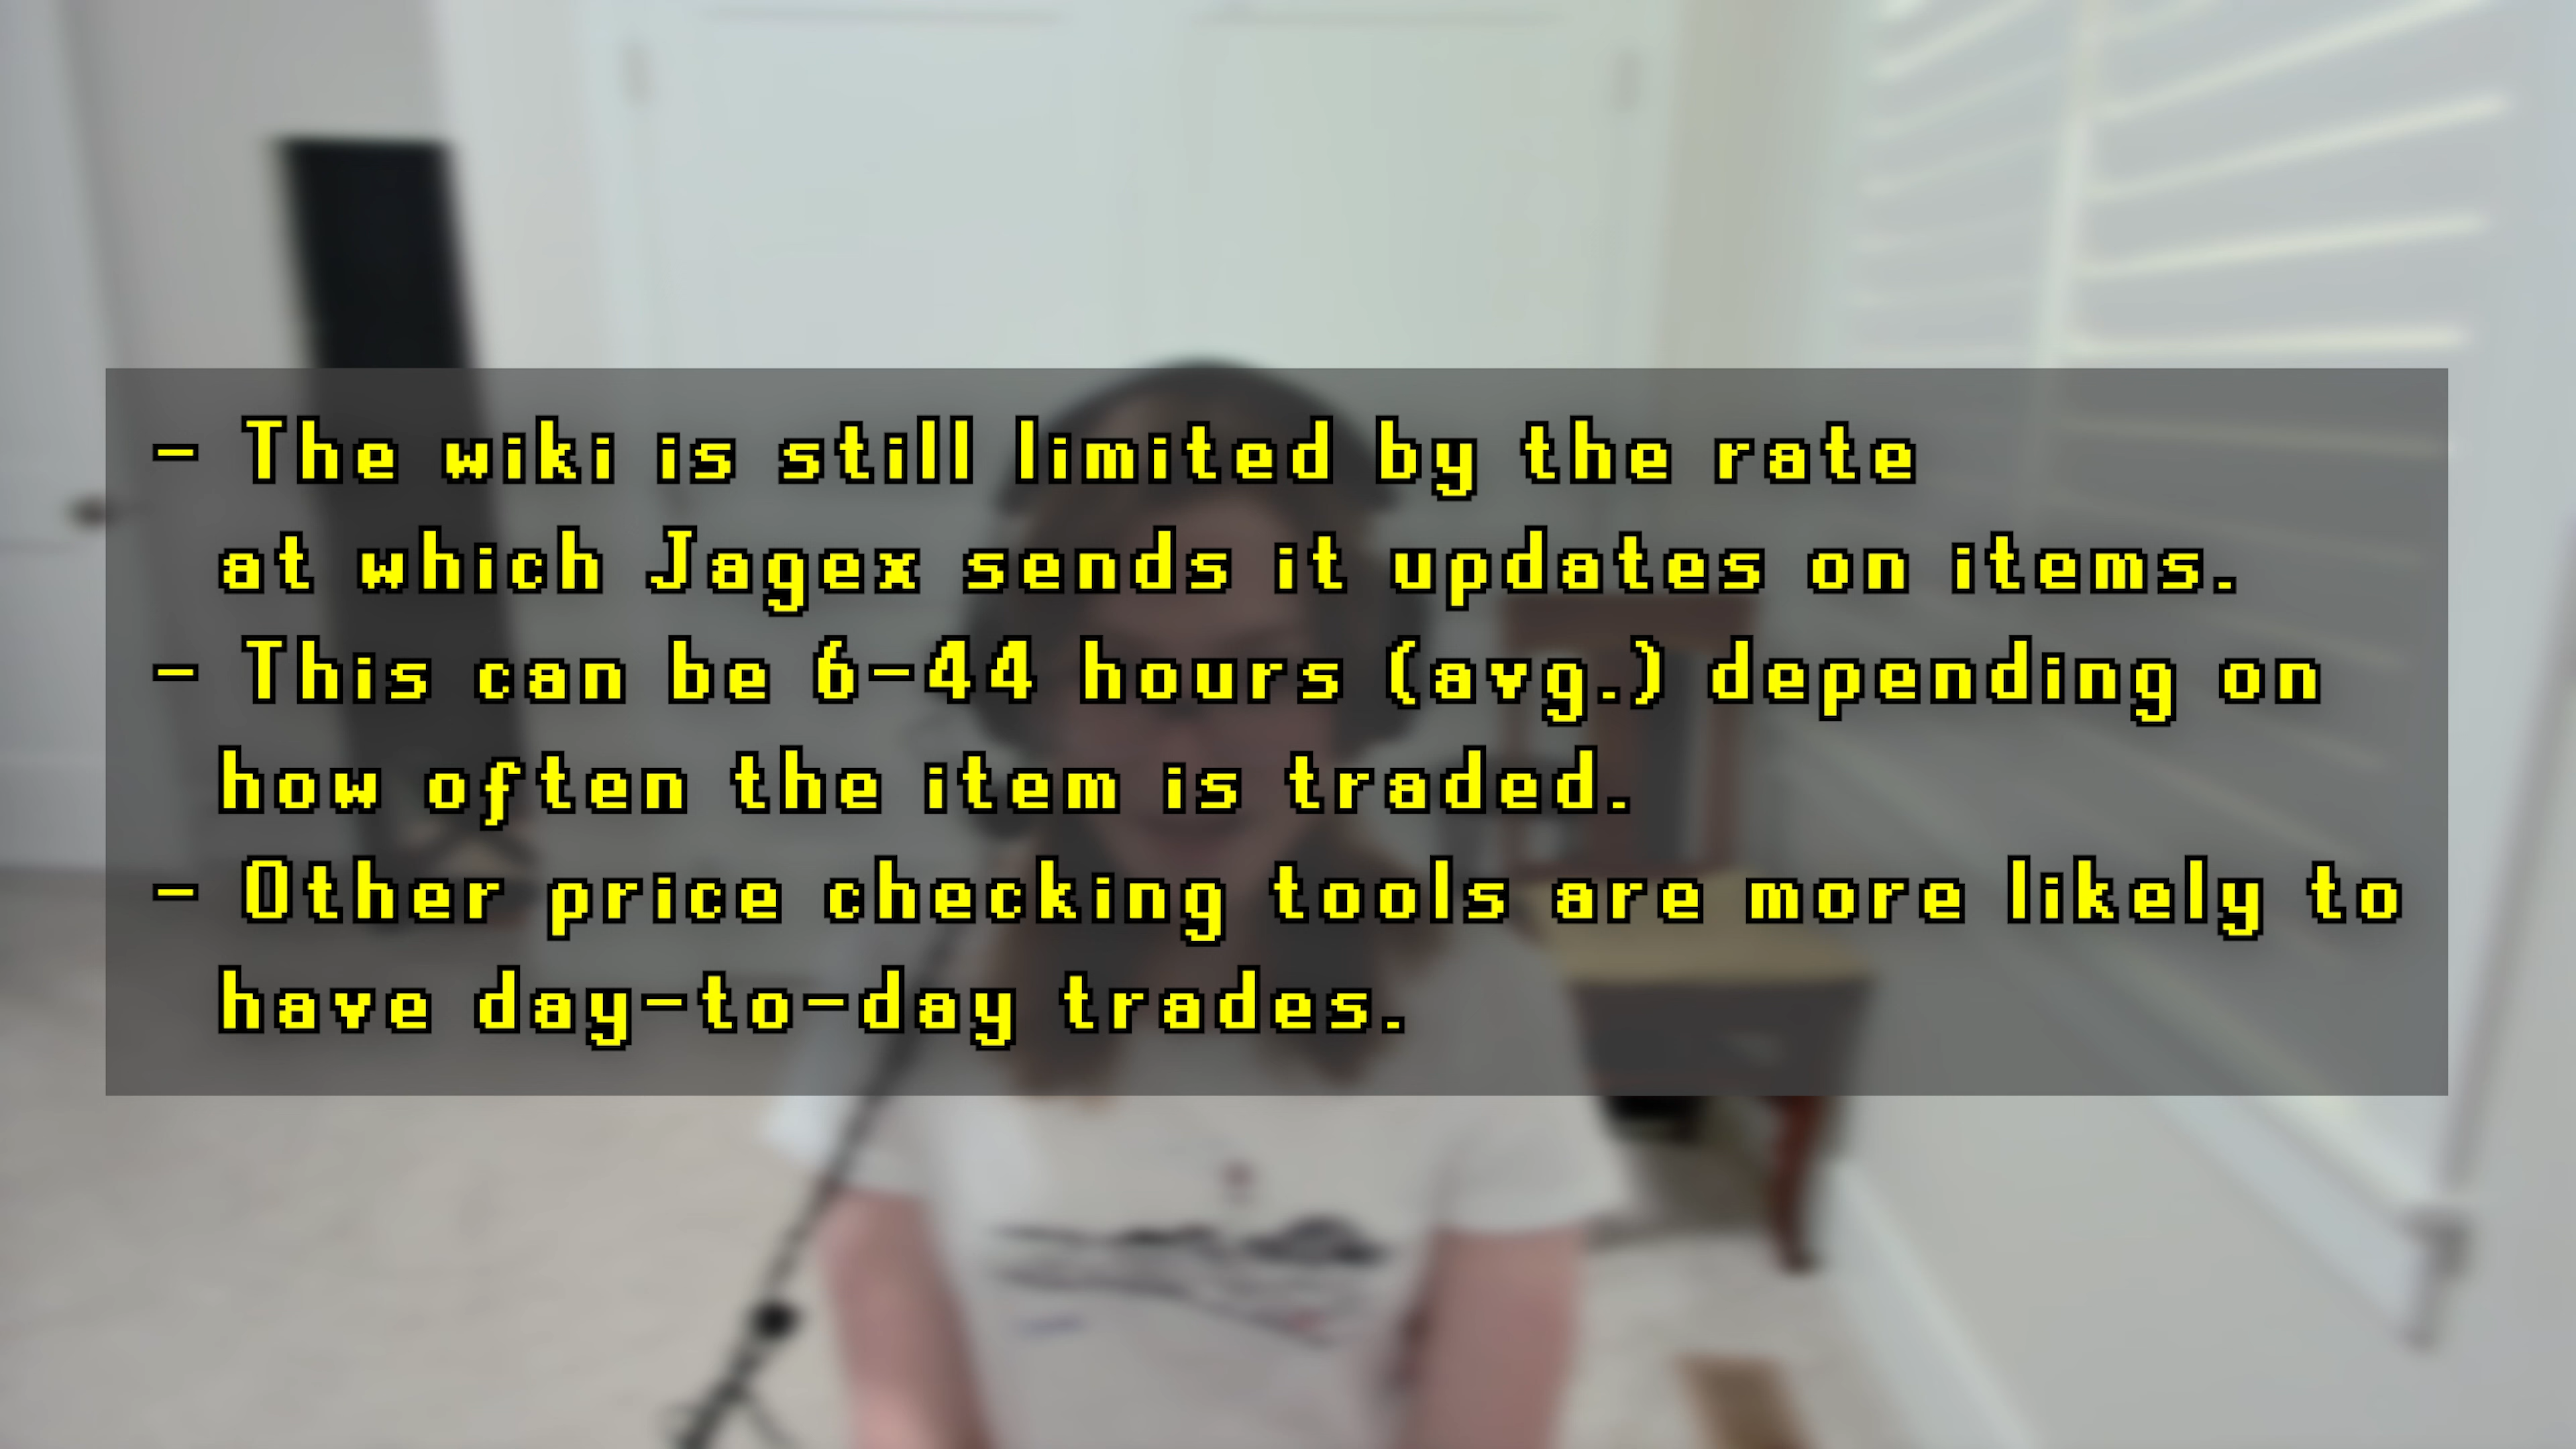 - The wiki is still limited by the rate
at which Jagex sends it updates on items.
- This can be 6-44 hours (avg.) depending on
how often the item is traded.
- Other price checking tools are more likely to
have day-to-day trades.